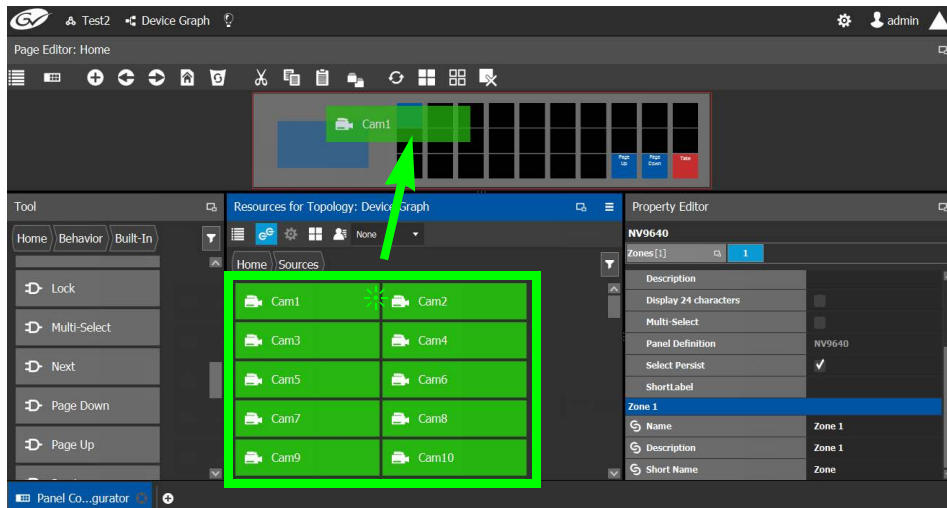 GV Test2 Device Graph admin
Page Editor: Home
Cam1
Page Up Page Down Take
Tool
Home Behavior Built-In
Lock
Multi-Select
Next
Page Down
Page Up
Resources for Topology: Device Graph
None
Home Sources
Cam1 Cam2
Cam3 Cam4
Cam5 Cam6
Cam7 Cam8
Cam9 Cam10
Property Editor
NV9640
Zones[1] 1
Description
Display 24 characters
Multi-Select
Panel Definition NV9640
Select Persist
ShortLabel
Zone 1
Name Zone 1
Description Zone 1
Short Name Zone
Panel Co...gurator